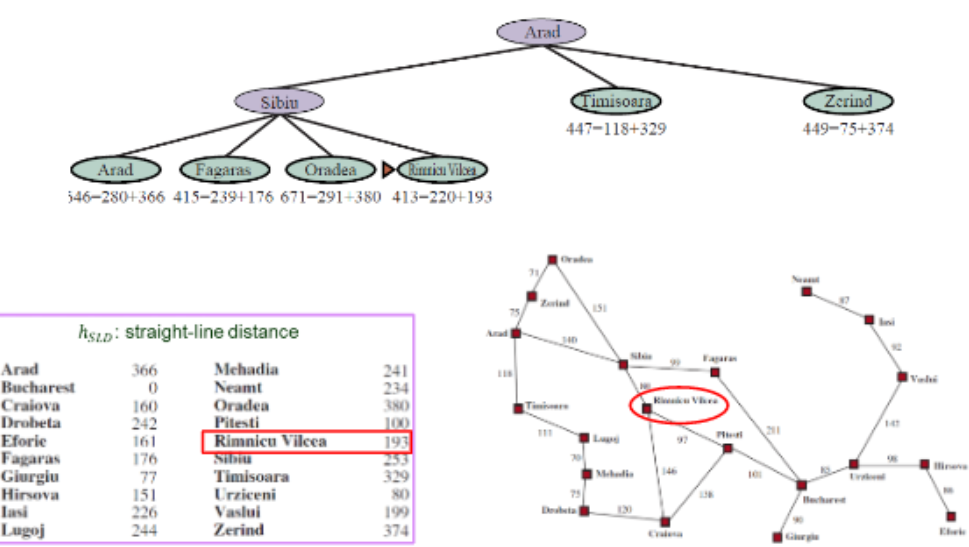 Arad
Sibiu
Timisoara
Zerind
447=118+329
449=75+374
Arad
Fagaras
Oradea
Rimnicu Vilcea
646=280+366 415=239+176 671=291+380 413=220+193
h_SLD: straight-line distance
Arad 366 Mehadia 241
Bucharest 0 Neamt 234
Craiova 160 Oradea 380
Drobeta 242 Pitesti 100
Eforie 161 Rimnicu Vilcea 193
Fagaras 176 Sibiu 253
Giurgiu 77 Timisoara 329
Hirsova 151 Urziceni 80
Iasi 226 Vaslui 199
Lugoj 244 Zerind 374
Oradea
71
Neamt
Zerind
87
75
151
Iasi
Arad
140
92
Sibiu
99
Fagaras
118
Vaslui
Rimnicu Vilcea
Timisoara
142
111
Lugoj
97
Pitesti
211
70
98
Hirsova
Mehadia
146
101
85
Urziceni
75
138
86
Bucharest
Drobeta
120
90
Craiova
Eforie
Giurgiu